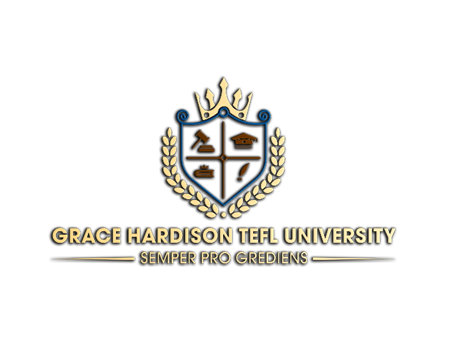 GRACE HARDISON TEFL UNIVERSITY
SEMPER PRO GREDIENS